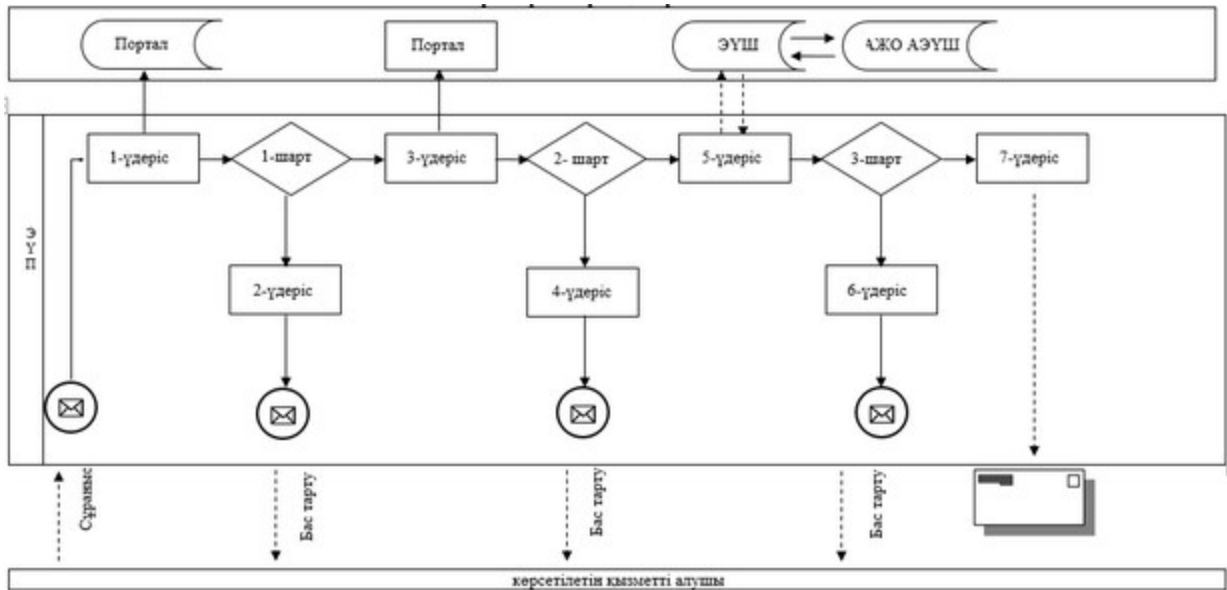 Портал
Портал
ЭҮШ
АЖО АЭҮШ
1-үдеріс
1-шарт
3-үдеріс
2- шарт
5-үдеріс
3-шарт
7-үдеріс
ЭҮП
2-үдеріс
4-үдеріс
6-үдеріс
Сұраныс
Бас тарту
Бас тарту
Бас тарту
көрсетілетін қызметті алушы